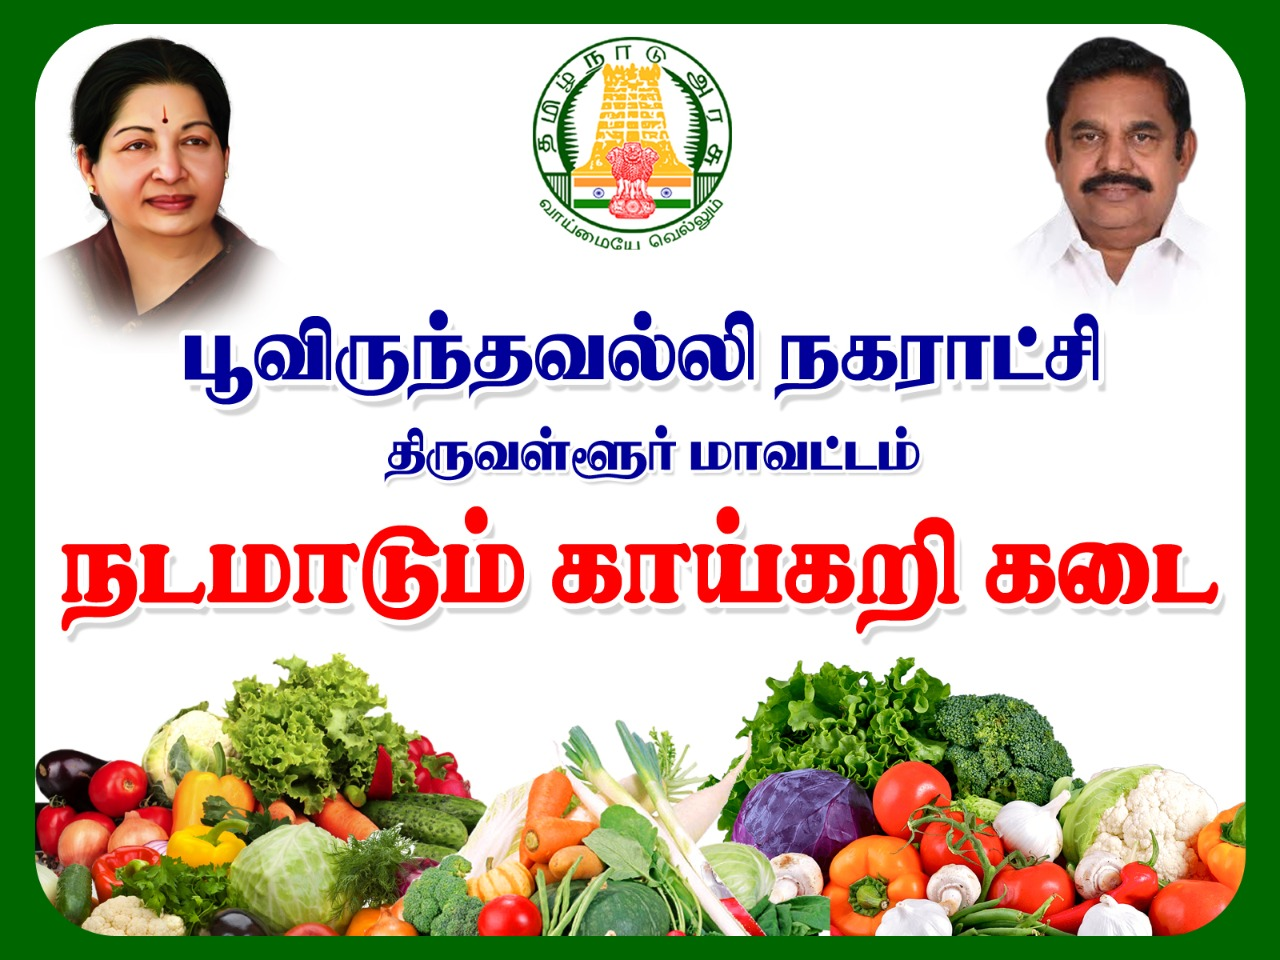 தமிழ்நாடு அரசு
வாய்மையே வெல்லும்
பூவிருந்தவல்லி நகராட்சி
திருவள்ளூர் மாவட்டம்
நடமாடும் காய்கறி கடை